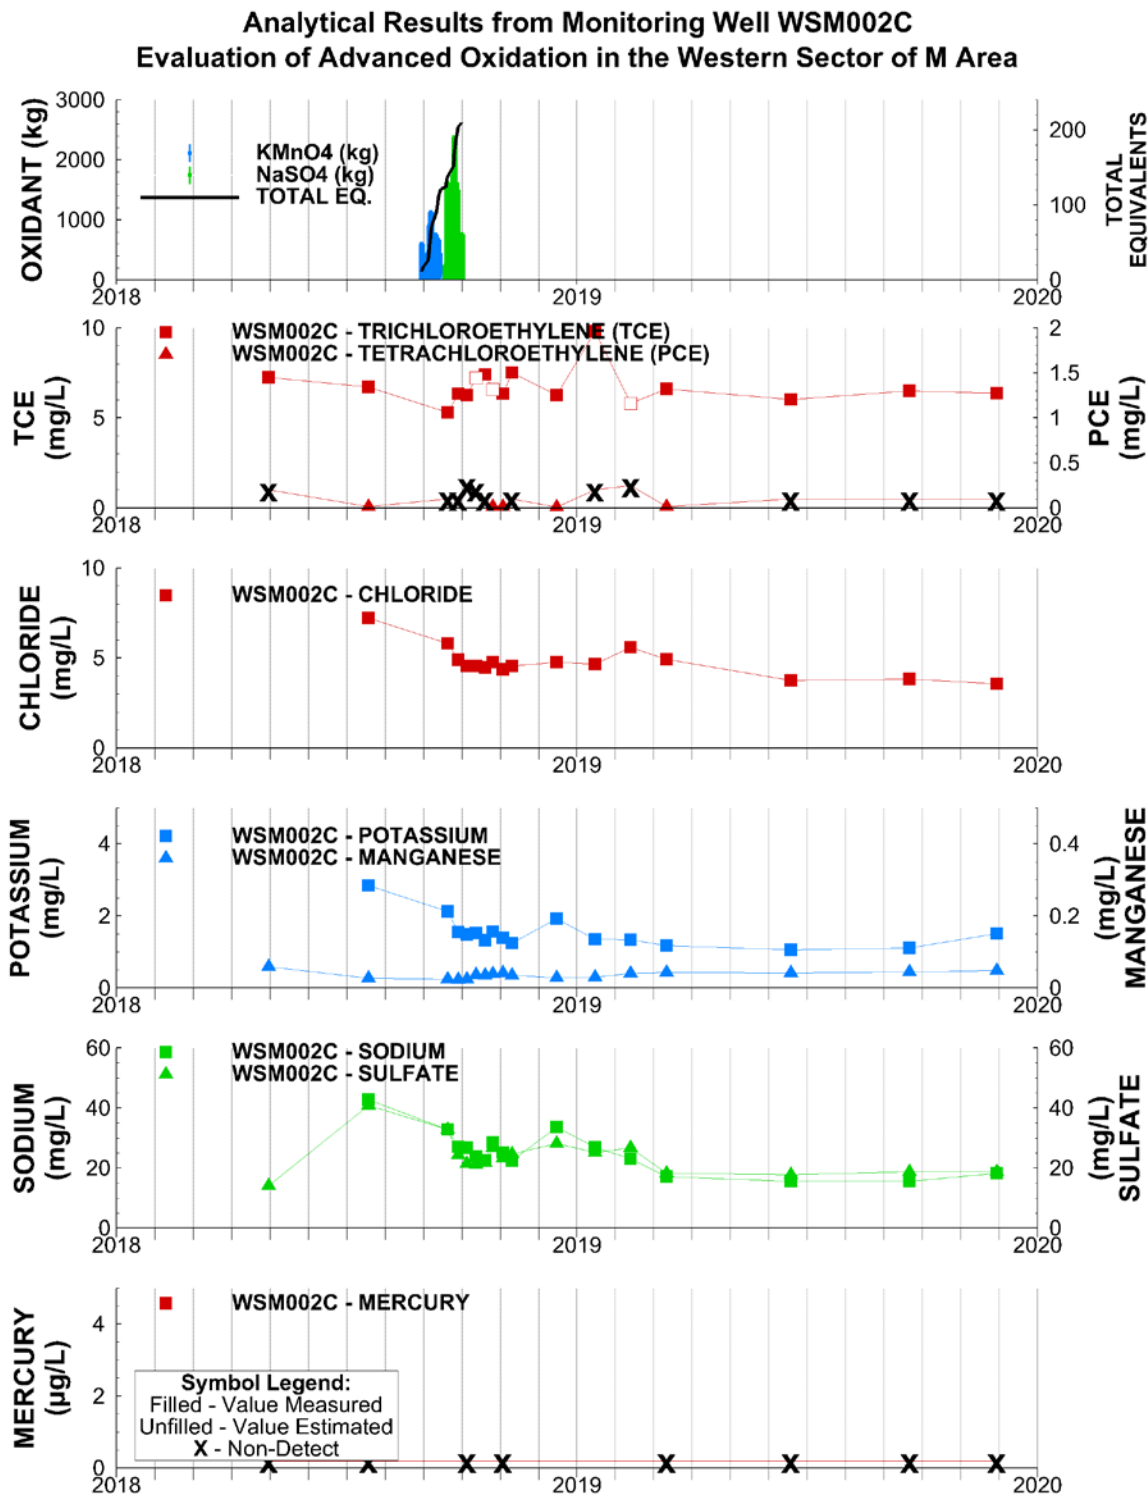 Analytical Results from Monitoring Well WSM002C
Evaluation of Advanced Oxidation in the Western Sector of M Area
OXIDANT (kg)
3000
2000
1000
0
KMnO4 (kg)
NaSO4 (kg)
TOTAL EQ.
200
100
0
TOTAL
EQUIVALENTS
2018
2019
2020
TCE
(mg/L)
10
5
0
WSM002C - TRICHLOROETHYLENE (TCE)
WSM002C - TETRACHLOROETHYLENE (PCE)
2
1.5
1
0.5
0
PCE
(mg/L)
X X X X X X X X X X X X
2018
2019
2020
CHLORIDE
(mg/L)
10
5
0
WSM002C - CHLORIDE
2018
2019
2020
POTASSIUM
(mg/L)
4
2
0
WSM002C - POTASSIUM
WSM002C - MANGANESE
0.4
0.2
0
(mg/L)
MANGANESE
2018
2019
2020
SODIUM
(mg/L)
60
40
20
0
WSM002C - SODIUM
WSM002C - SULFATE
60
40
20
0
(mg/L)
SULFATE
2018
2019
2020
MERCURY
(µg/L)
4
2
0
WSM002C - MERCURY
Symbol Legend:
Filled - Value Measured
Unfilled - Value Estimated
X - Non-Detect
X X X X X X X X
2018
2019
2020